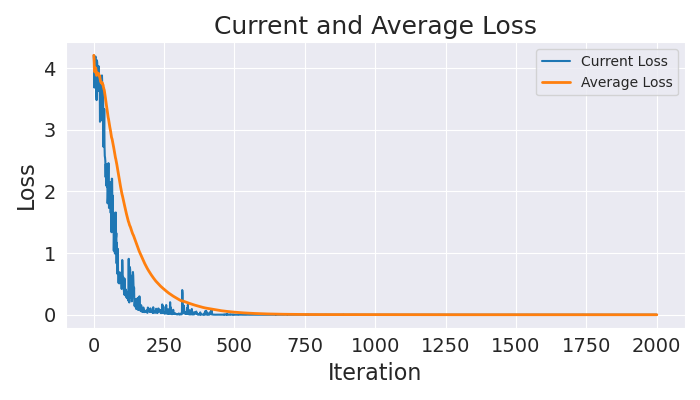 Current and Average Loss
Current Loss
Average Loss
Loss
4
3
2
1
0
0 250 500 750 1000 1250 1500 1750 2000
Iteration